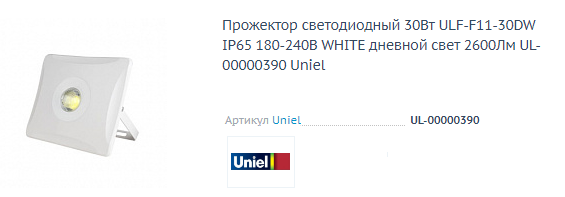 Прожектор светодиодный 30Вт ULF-F11-30DW
IP65 180-240В WHITE дневной свет 2600Лм UL-
00000390 Uniel
Артикул Uniel UL-00000390
Uniel